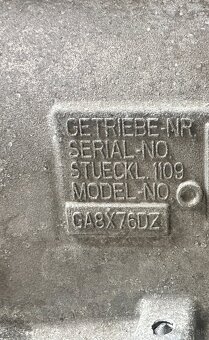 GETRIEBE-NR.
SERIAL-NO.
STUECKL. 1109
MODEL-NO.
GA8X76DZ